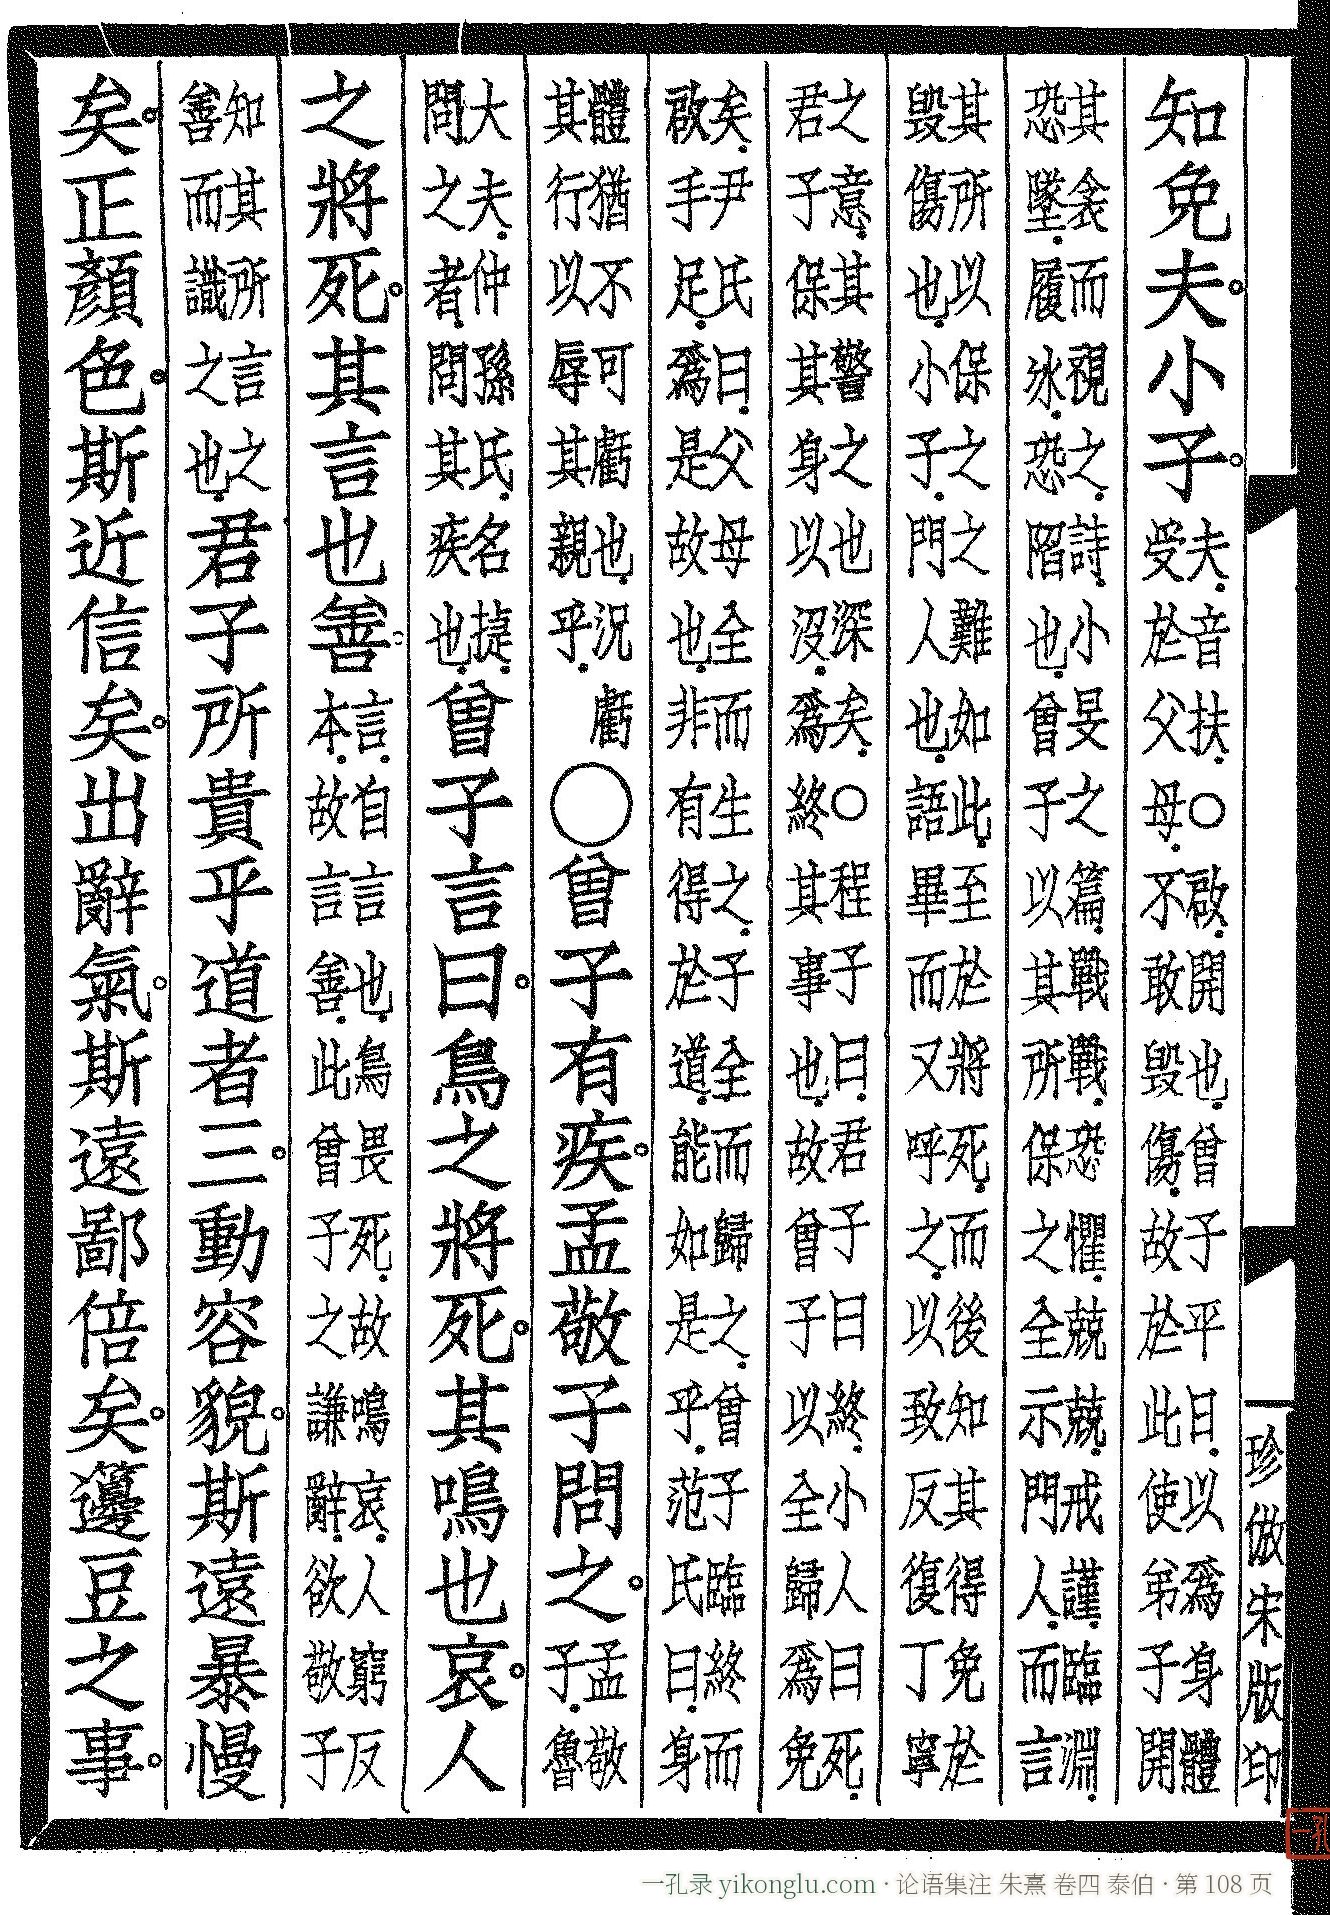 珍倣宋版印
知免夫。小子。夫。音扶。○啟。開也。曾子平日。以爲身體
受於父母。不敢毀傷。故於此使弟子開
其衾而視之。詩。小旻之篇。戰戰。恐懼。兢兢。戒謹。臨淵。
恐墜。履冰。恐陷也。曾子以其所保之全示門人。而言
其所以保之之難如此。至於將死。而後知其得免於
毀傷也。小子。門人也。語畢而又呼之。以致反復丁寧
之意。其警之也深矣。○程子曰。君子曰終。小人曰死。
君子保其身以沒。爲終其事也。故曾子以全歸爲免
矣。尹氏曰。父母全而生之。子全而歸之。曾子臨終而
啟手足。爲是故也。非有得於道。能如是乎。范氏曰。身
體猶不可虧也。況虧
其行以辱其親乎。
○曾子有疾。孟敬子問之。孟敬
子。魯
大夫。仲孫氏。名捷。
問之者。問其疾也。
曾子言曰。鳥之將死。其鳴也哀。人
之將死。其言也善。言。自言也。鳥畏死。故鳴哀。人窮反
本。故言善。此曾子之謙辭。欲敬子
知其所言之
善而識之也。
君子所貴乎道者三。動容貌。斯遠暴慢
矣。正顏色。斯近信矣。出辭氣。斯遠鄙倍矣。籩豆之事。
一孔
一孔录 yikonglu.com · 论语集注 朱熹 卷四 泰伯 · 第 108 页